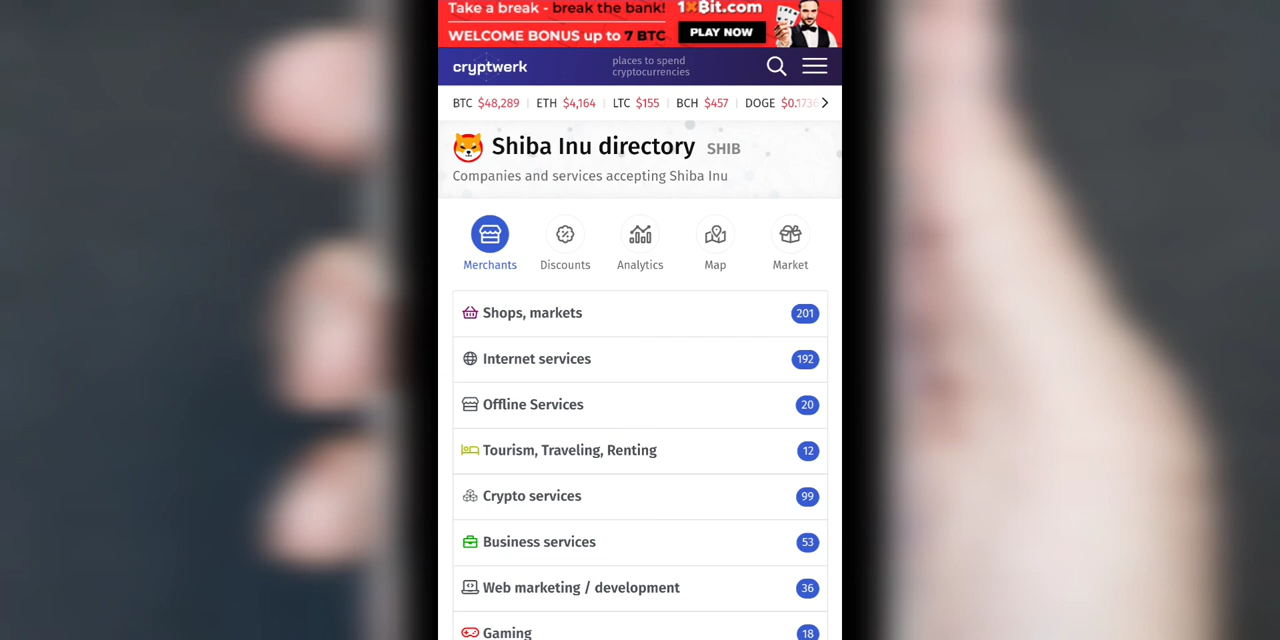 Take a break - break the bank!
WELCOME BONUS up to 7 BTC
1XBit.com
PLAY NOW
cryptwerk
places to spend
cryptocurrencies
BTC $48,289 ETH $4,164 LTC $155 BCH $457 DOGE $0.1736
Shiba Inu directory SHIB
Companies and services accepting Shiba Inu
Merchants Discounts Analytics Map Market
Shops, markets 201
Internet services 192
Offline Services 20
Tourism, Traveling, Renting 12
Crypto services 99
Business services 53
Web marketing / development 36
Gaming 18